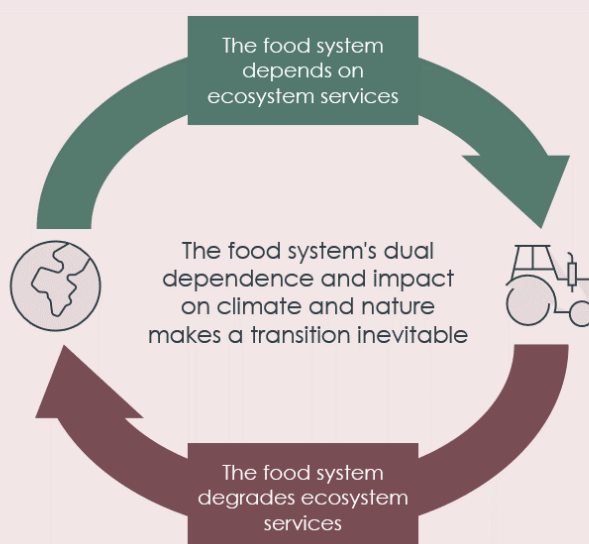 The food system
depends on
ecosystem services
The food system's dual
dependence and impact
on climate and nature
makes a transition inevitable
The food system
degrades ecosystem
services